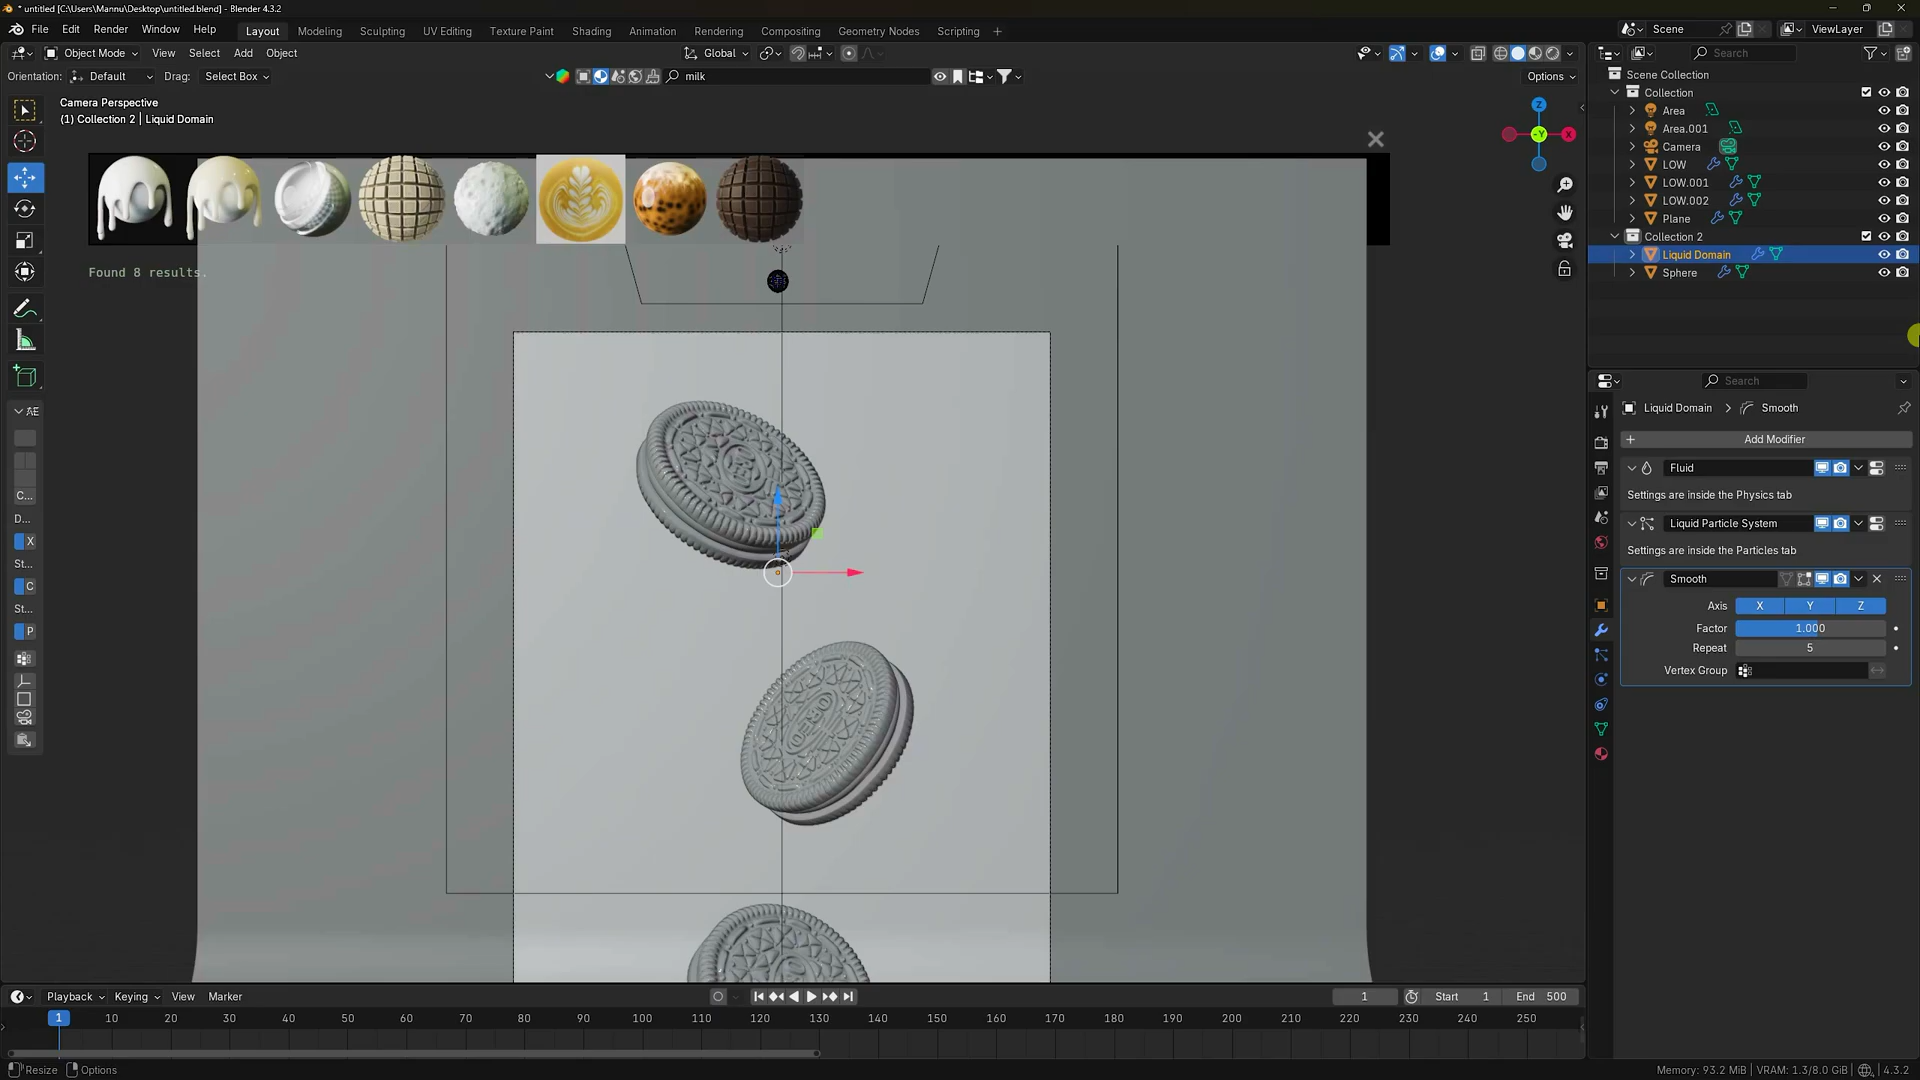 * untitled [C:\Users\Mannu\Desktop\untitled.blend] - Blender 4.3.2
File Edit Render Window Help Layout Modeling Sculpting UV Editing Texture Paint Shading Animation Rendering Compositing Geometry Nodes Scripting + Scene ViewLayer
Object Mode View Select Add Object Global Search
Orientation: Default Drag: Select Box milk Options
Camera Perspective
(1) Collection 2 | Liquid Domain
Found 8 results.
Z
-Y
X
Scene Collection
Collection
Area
Area.001
Camera
LOW
LOW.001
LOW.002
Plane
Collection 2
Liquid Domain
Sphere
AE
C...
D...
X
St...
C
St...
P
OREO
Search
Liquid Domain > Smooth
+ Add Modifier
Fluid
Settings are inside the Physics tab
Liquid Particle System
Settings are inside the Particles tab
Smooth
Axis X Y Z
Factor 1.000
Repeat 5
Vertex Group
Playback Keying View Marker 1 Start 1 End 500
1 10 20 30 40 50 60 70 80 90 100 110 120 130 140 150 160 170 180 190 200 210 220 230 240 250
Resize Options Memory: 93.2 MiB | VRAM: 1.3/8.0 GiB | 4.3.2